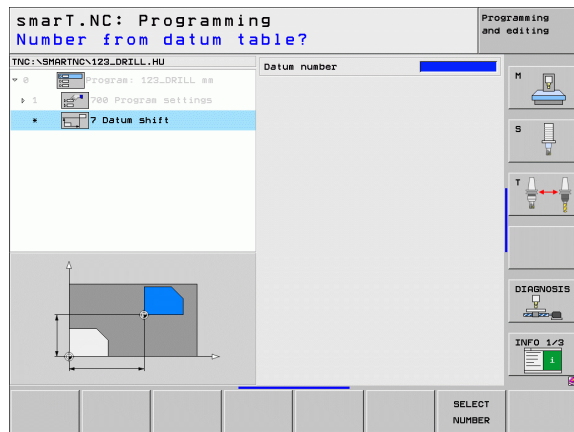 smarT.NC: Programming
Number from datum table?
Programming and editing
TNC:\SMARTNC\123_DRILL.HU
0 Program: 123_DRILL mm
1 700 Program settings
* 7 Datum shift
Datum number
M
S
T
DIAGNOSIS
INFO 1/3
i
SELECT
NUMBER